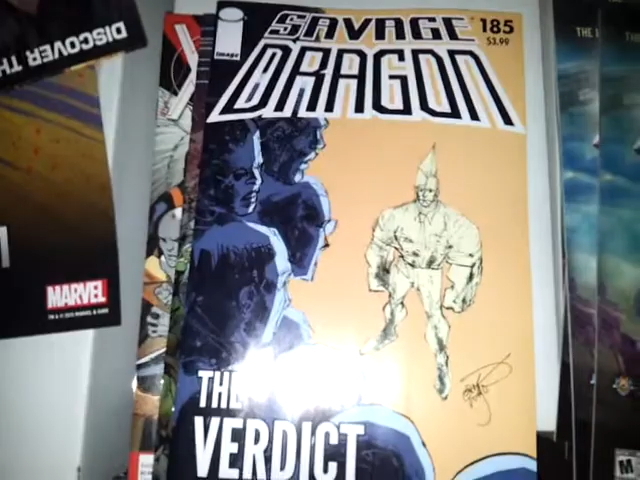 DISCOVER TH
MARVEL
image
SAVAGE
DRAGON
185
$3.99
THE
VERDICT
M